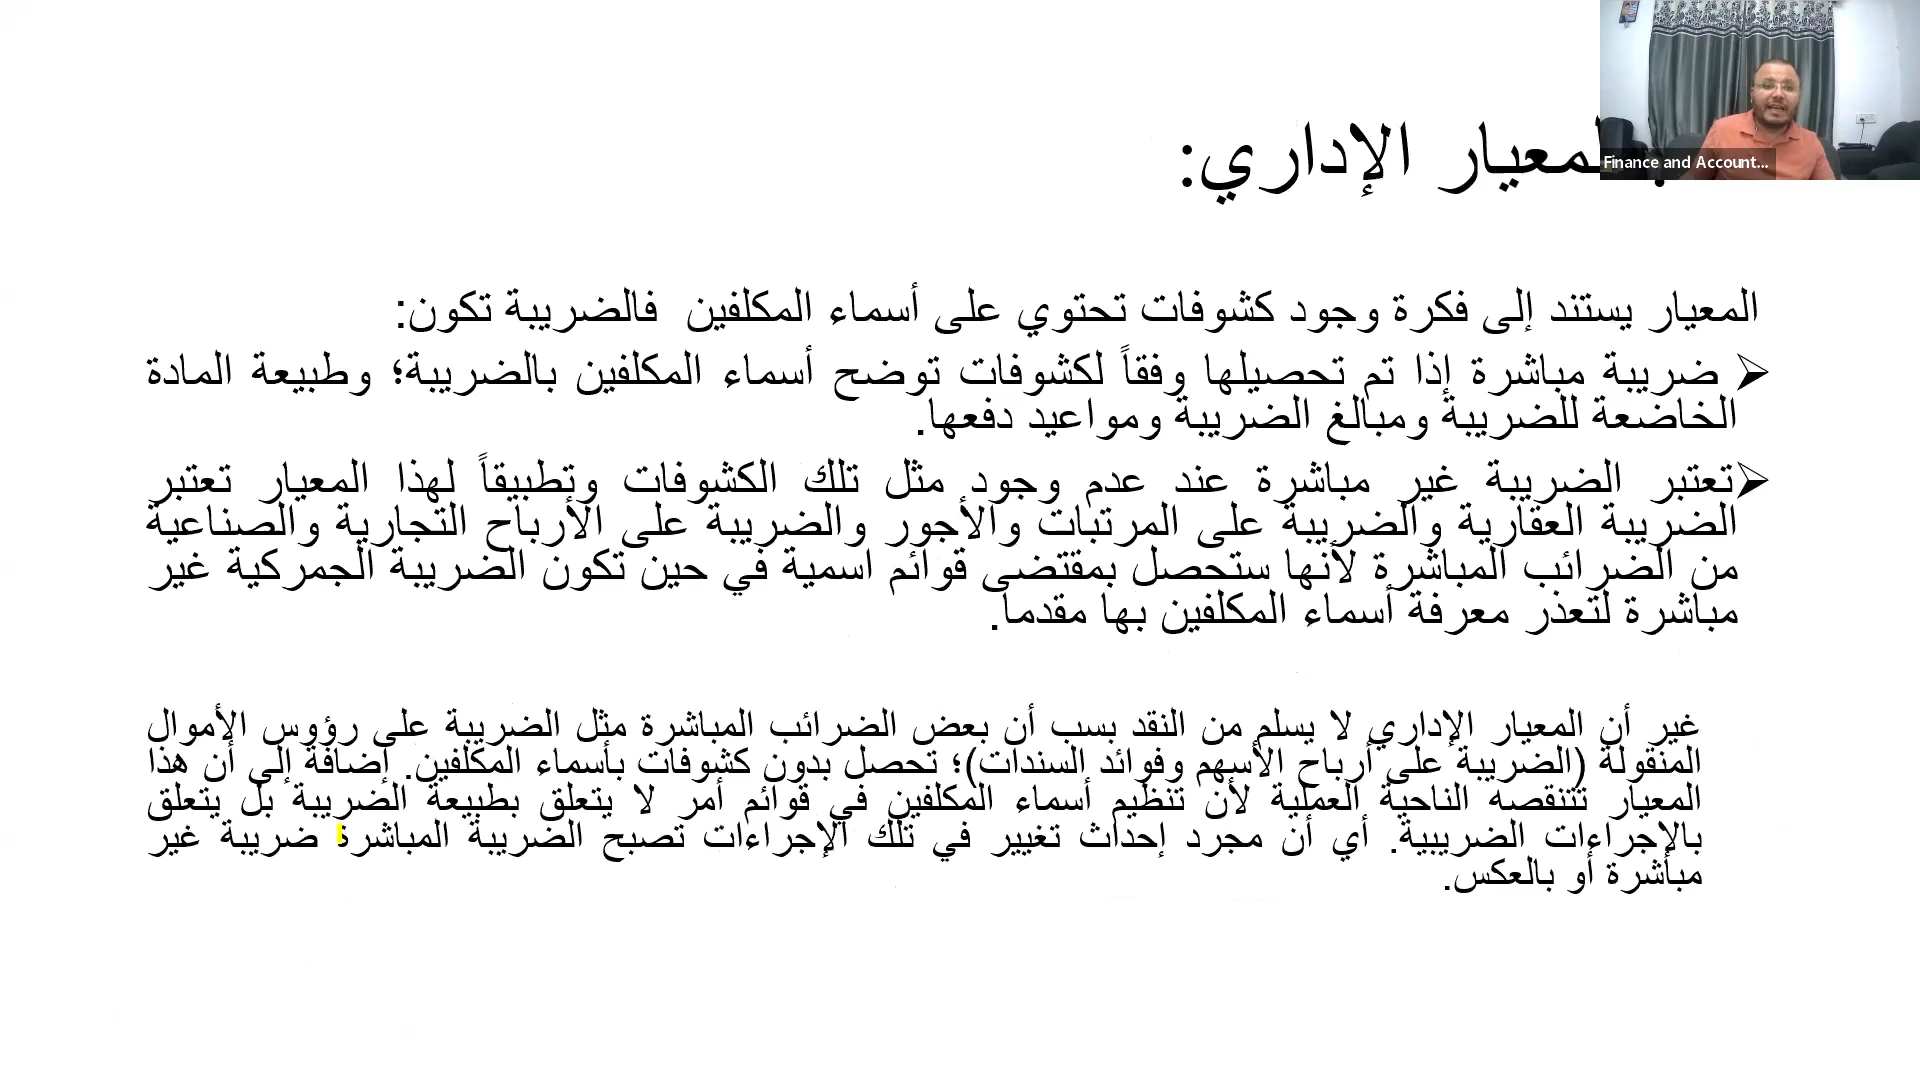 المعيار الإداري:
Finance and Account...
المعيار يستند إلى فكرة وجود كشوفات تحتوي على أسماء المكلفين فالضريبة تكون:
ضريبة مباشرة إذا تم تحصيلها وفقاً لكشوفات توضح أسماء المكلفين بالضريبة؛ وطبيعة المادة
الخاضعة للضريبة ومبالغ الضريبة ومواعيد دفعها.
تعتبر الضريبة غير مباشرة عند عدم وجود مثل تلك الكشوفات وتطبيقاً لهذا المعيار تعتبر
الضريبة العقارية والضريبة على المرتبات والأجور والضريبة على الأرباح التجارية والصناعية
من الضرائب المباشرة لأنها ستحصل بمقتضى قوائم اسمية في حين تكون الضريبة الجمركية غير
مباشرة لتعذر معرفة أسماء المكلفين بها مقدما.
غير أن المعيار الإداري لا يسلم من النقد بسب أن بعض الضرائب المباشرة مثل الضريبة على رؤوس الأموال
المنقولة (الضريبة على أرباح الأسهم وفوائد السندات)؛ تحصل بدون كشوفات بأسماء المكلفين. إضافة إلى أن هذا
المعيار تتنقصه الناحية العملية لأن تنظيم أسماء المكلفين في قوائم أمر لا يتعلق بطبيعة الضريبة بل يتعلق
بالإجراءات الضريبية. أي أن مجرد إحداث تغيير في تلك الإجراءات تصبح الضريبة المباشرة ضريبة غير
مباشرة أو بالعكس.